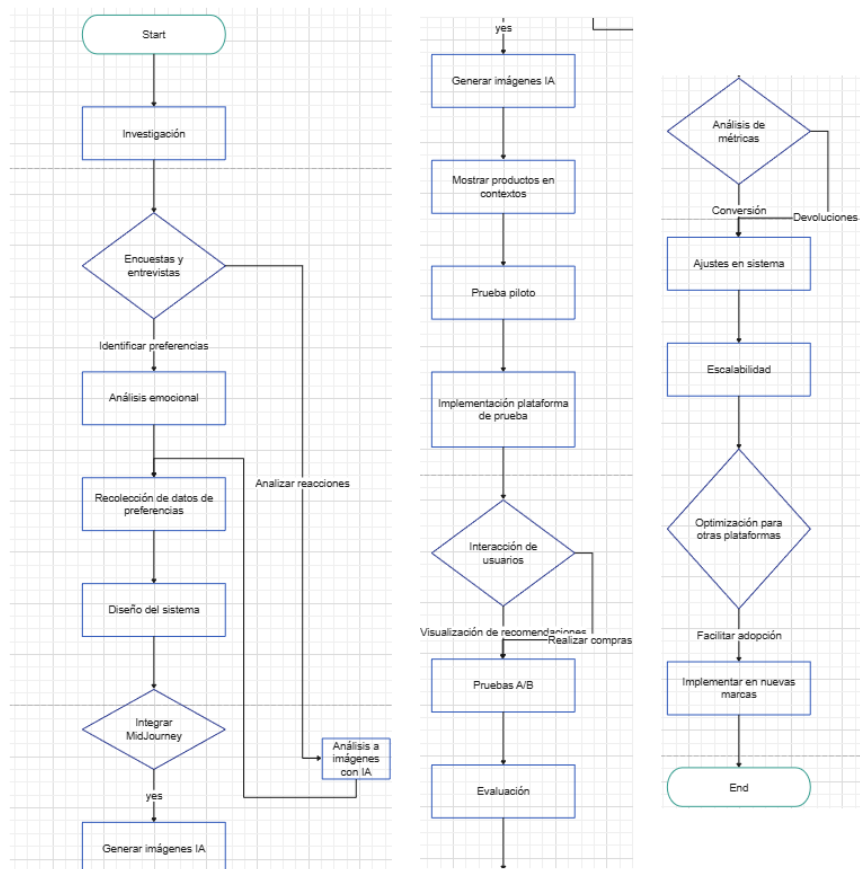 Start
Investigación
Encuestas y
entrevistas
Identificar preferencias
Análisis emocional
Analizar reacciones
Recolección de datos de
preferencias
Diseño del sistema
Integrar
MidJourney
Análisis a
imágenes
con IA
yes
Generar imágenes IA
yes
Generar imágenes IA
Mostrar productos en
contextos
Prueba piloto
Implementación plataforma
de prueba
Interacción de
usuarios
Visualización de recomendaciones
Realizar compras
Pruebas A/B
Evaluación
Análisis de
métricas
Conversión
Devoluciones
Ajustes en sistema
Escalabilidad
Optimización para
otras plataformas
Facilitar adopción
Implementar en nuevas
marcas
End